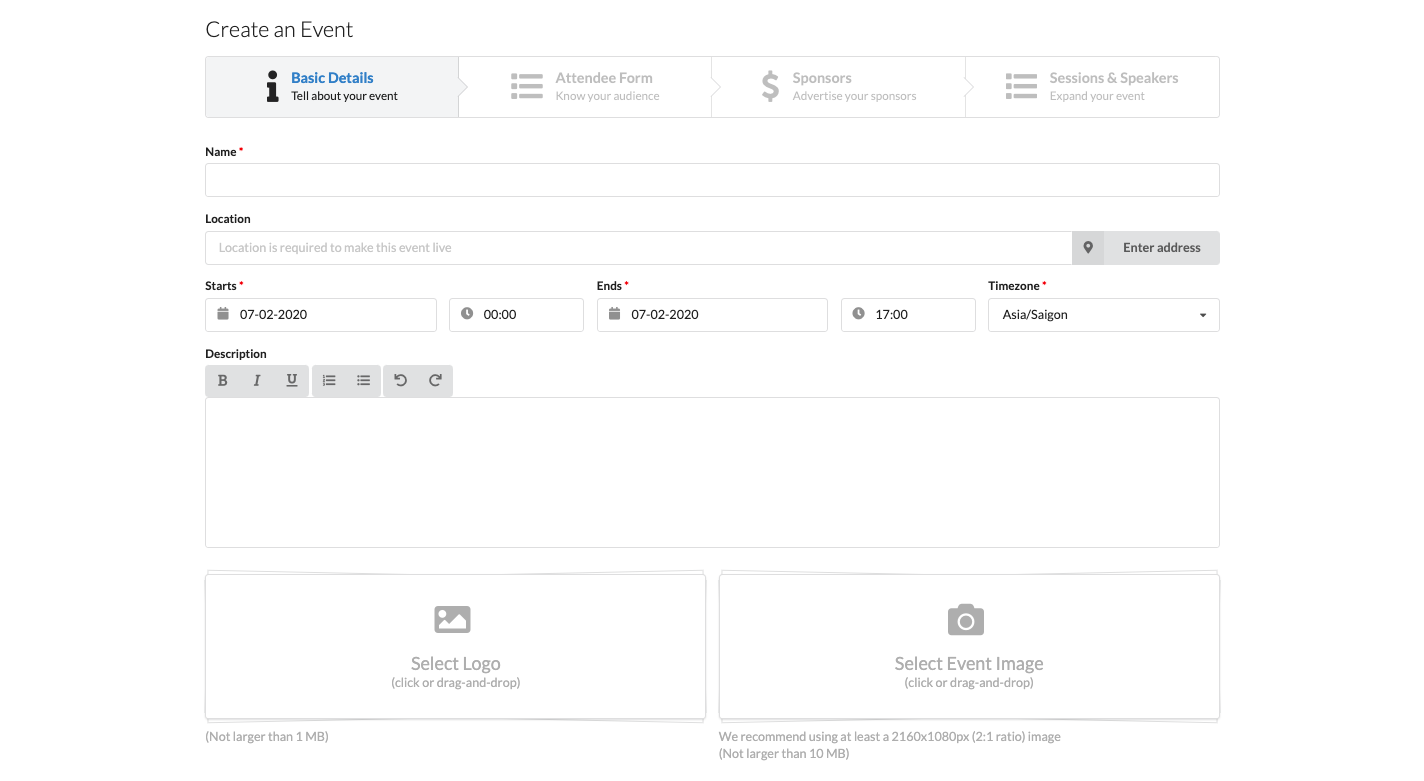 Create an Event
Basic Details
Tell about your event
Attendee Form
Know your audience
Sponsors
Advertise your sponsors
Sessions & Speakers
Expand your event
Name *
Location
Location is required to make this event live
Enter address
Starts * Ends * Timezone *
07-02-2020 00:00 07-02-2020 17:00 Asia/Saigon
Description
B I U
Select Logo
(click or drag-and-drop)
(Not larger than 1 MB)
Select Event Image
(click or drag-and-drop)
We recommend using at least a 2160x1080px (2:1 ratio) image
(Not larger than 10 MB)